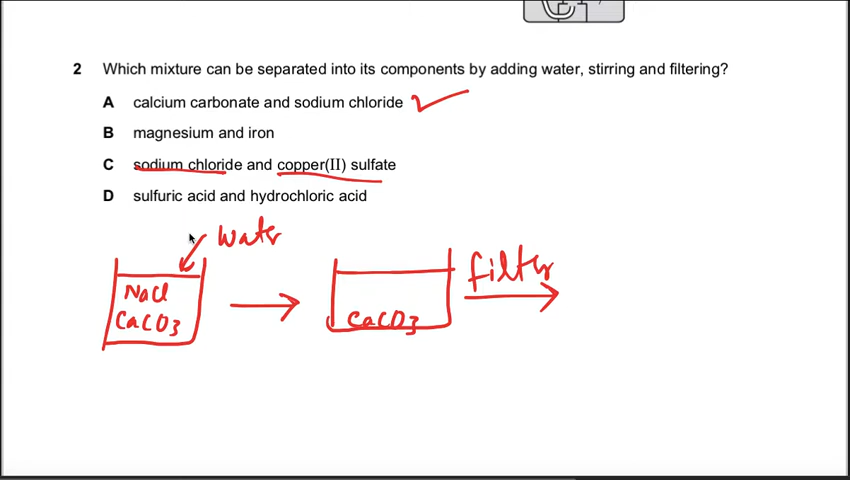 2 Which mixture can be separated into its components by adding water, stirring and filtering?
A calcium carbonate and sodium chloride
B magnesium and iron
C sodium chloride and copper(II) sulfate
D sulfuric acid and hydrochloric acid
Water
NaCl
CaCO3
CaCO3
filter